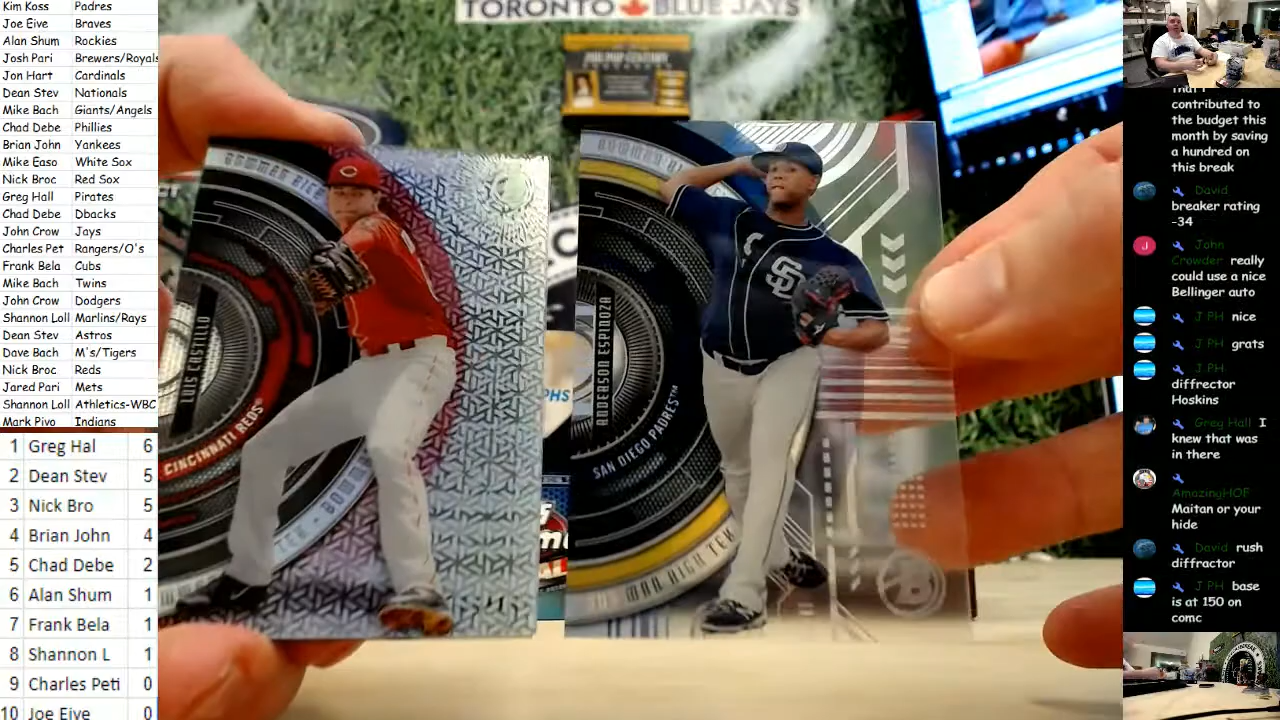 Kim Koss Padres
Joe Eive Braves
Alan Shum Rockies
Josh Pari Brewers/Royals
Jon Hart Cardinals
Dean Stev Nationals
Mike Bach Giants/Angels
Chad Debe Phillies
Brian John Yankees
Mike Easo White Sox
Nick Broc Red Sox
Greg Hall Pirates
Chad Debe Dbacks
John Crow Jays
Charles Pet Rangers/O's
Frank Bela Cubs
Mike Bach Twins
John Crow Dodgers
Shannon Loll Marlins/Rays
Dean Stev Astros
Dave Bach M's/Tigers
Nick Broc Reds
Jared Pari Mets
Shannon Loll Athletics-WBC
Mark Pivo Indians
1 Greg Hal 6
2 Dean Stev 5
3 Nick Bro 5
4 Brian John 4
5 Chad Debe 2
6 Alan Shum 1
7 Frank Bela 1
8 Shannon L 1
9 Charles Peti 0
10 Joe Eive 0
TORONTO BLUE JAYS
LUIS CASTILLO
CINCINNATI REDS
ANDERSON ESPINOZA
SAN DIEGO PADRES™
BOWMAN HIGH TEK
SD
contributed to
the budget this
month by saving
a hundred on
this break
David
breaker rating
-34
John
Crowder really
could use a nice
Bellinger auto
J PH nice
J PH grats
J PH
diffrector
Hoskins
Greg Hall I
knew that was
in there
AmazingHOF
Maitan or your
hide
David rush
diffractor
J PH base
is at 150 on
comc